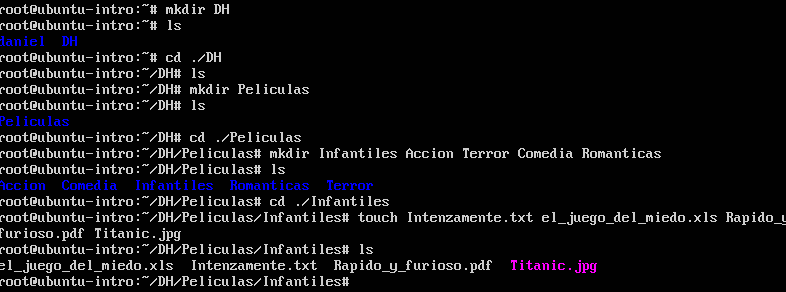 root@ubuntu-intro:~# mkdir DH
root@ubuntu-intro:~# ls
Daniel  DH
root@ubuntu-intro:~# cd ./DH
root@ubuntu-intro:~/DH# ls
root@ubuntu-intro:~/DH# mkdir Peliculas
root@ubuntu-intro:~/DH# ls
Peliculas
root@ubuntu-intro:~/DH# cd ./Peliculas
root@ubuntu-intro:~/DH/Peliculas# mkdir Infantiles Accion Terror Comedia Romanticas
root@ubuntu-intro:~/DH/Peliculas# ls
Accion  Comedia  Infantiles  Romanticas  Terror
root@ubuntu-intro:~/DH/Peliculas# cd ./Infantiles
root@ubuntu-intro:~/DH/Peliculas/Infantiles# touch Intenzamente.txt el_juego_del_miedo.xls Rapido_y_
furioso.pdf Titanic.jpg
root@ubuntu-intro:~/DH/Peliculas/Infantiles# ls
el_juego_del_miedo.xls  Intenzamente.txt  Rapido_y_furioso.pdf  Titanic.jpg
root@ubuntu-intro:~/DH/Peliculas/Infantiles#